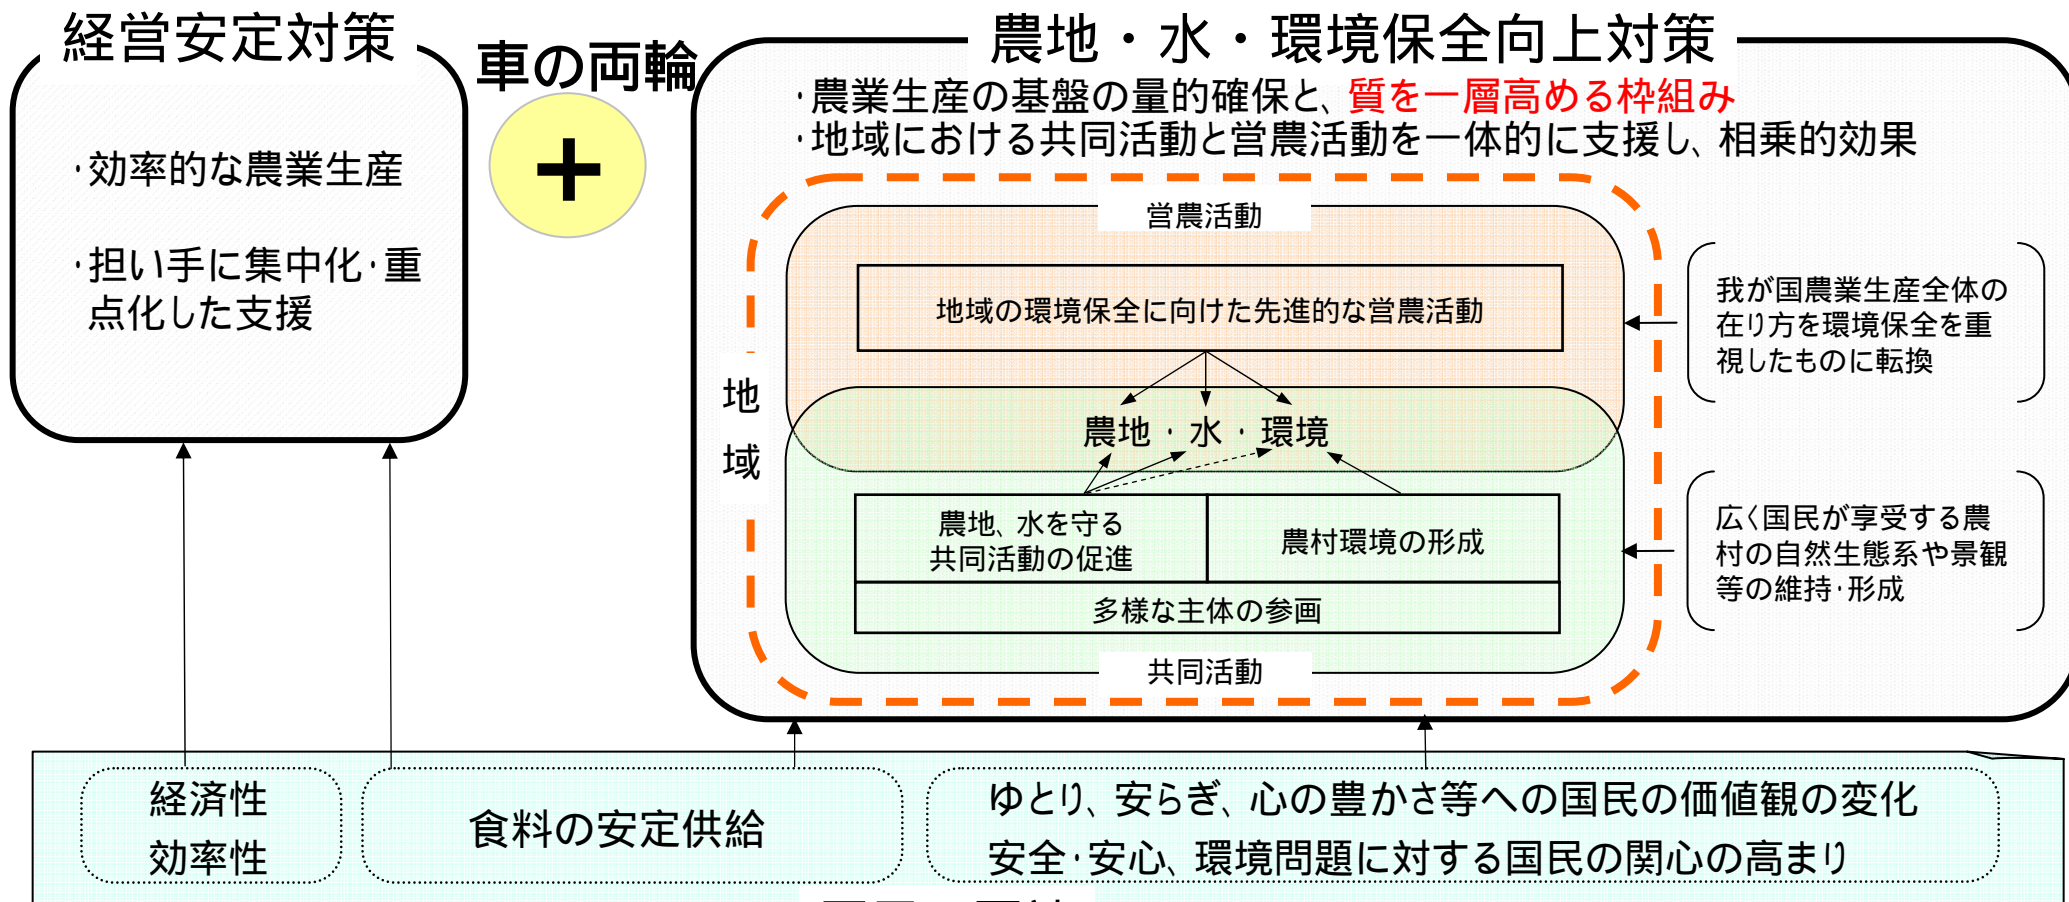 経営安定対策
・効率的な農業生産
・担い手に集中化・重
点化した支援
車の両輪
+
農地・水・環境保全向上対策
・農業生産の基盤の量的確保と、質を一層高める枠組み
・地域における共同活動と営農活動を一体的に支援し、相乗的効果
地域
営農活動
地域の環境保全に向けた先進的な営農活動
農地・水・環境
農地、水を守る
共同活動の促進
農村環境の形成
多様な主体の参画
共同活動
我が国農業生産全体の
在り方を環境保全を重
視したものに転換
広く国民が享受する農
村の自然生態系や景観
等の維持・形成
経済性
効率性
食料の安定供給
ゆとり、安らぎ、心の豊かさ等への国民の価値観の変化
安全・安心、環境問題に対する国民の関心の高まり